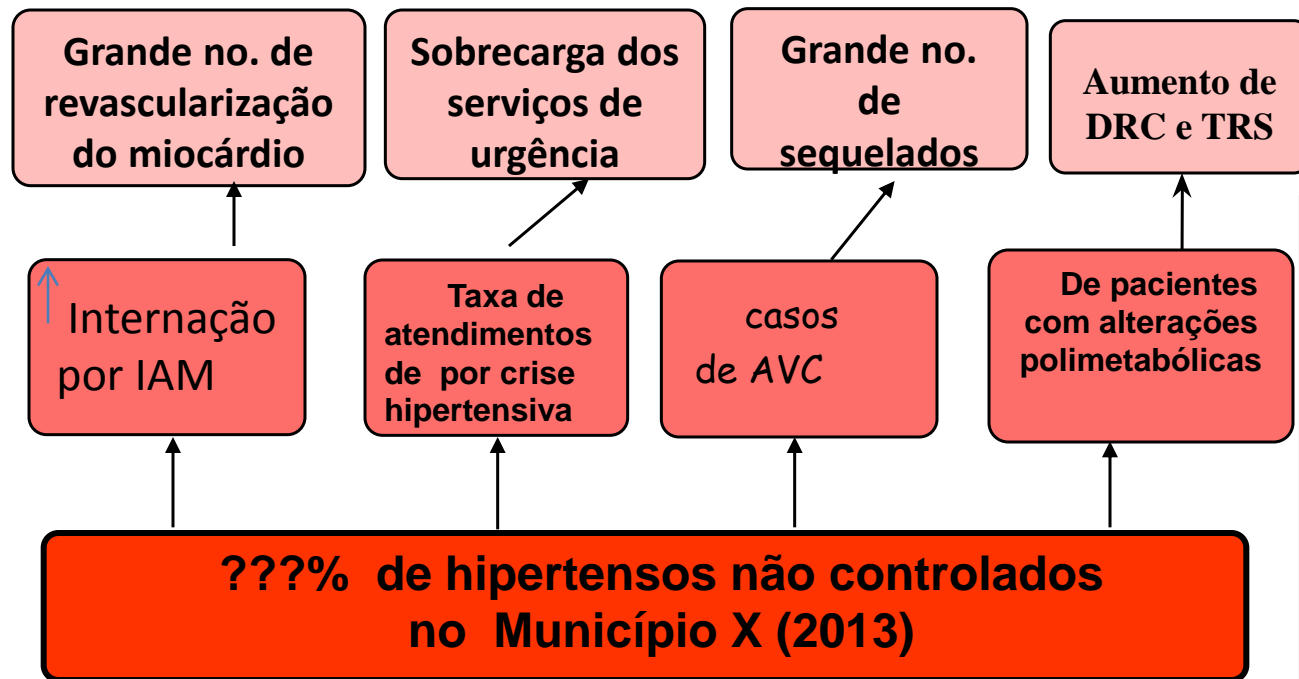 Grande no. de
revascularização
do miocárdio
Sobrecarga dos
serviços de
urgência
Grande no.
de
sequelados
Aumento de
DRC e TRS
Internação
por IAM
Taxa de
atendimentos
de por crise
hipertensiva
casos
de AVC
De pacientes
com alterações
polimetabólicas
???% de hipertensos não controlados
no Município X (2013)